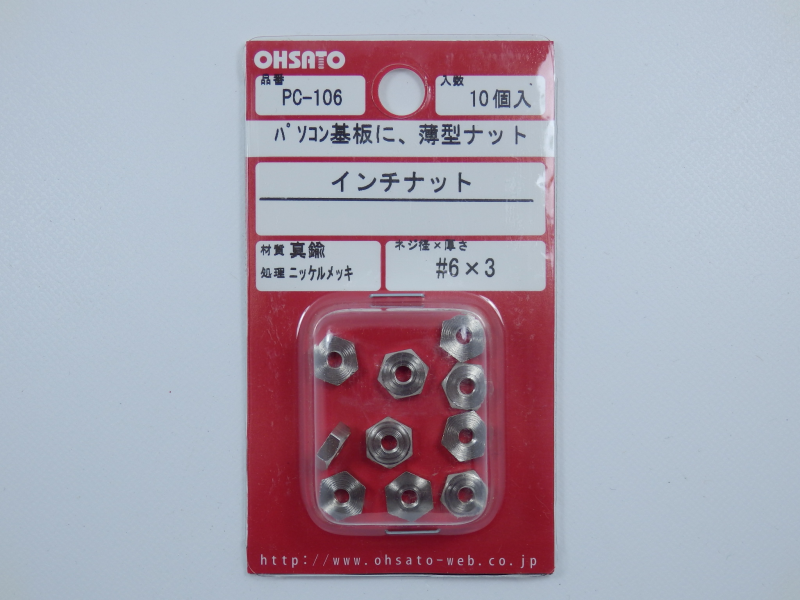 OHSATO
品番 入数
PC-106 10個入
パソコン基板に、薄型ナット
インチナット
材質 真鍮 ネジ径×厚さ
処理 ニッケルメッキ #6×3
http://www.ohsato-web.co.jp